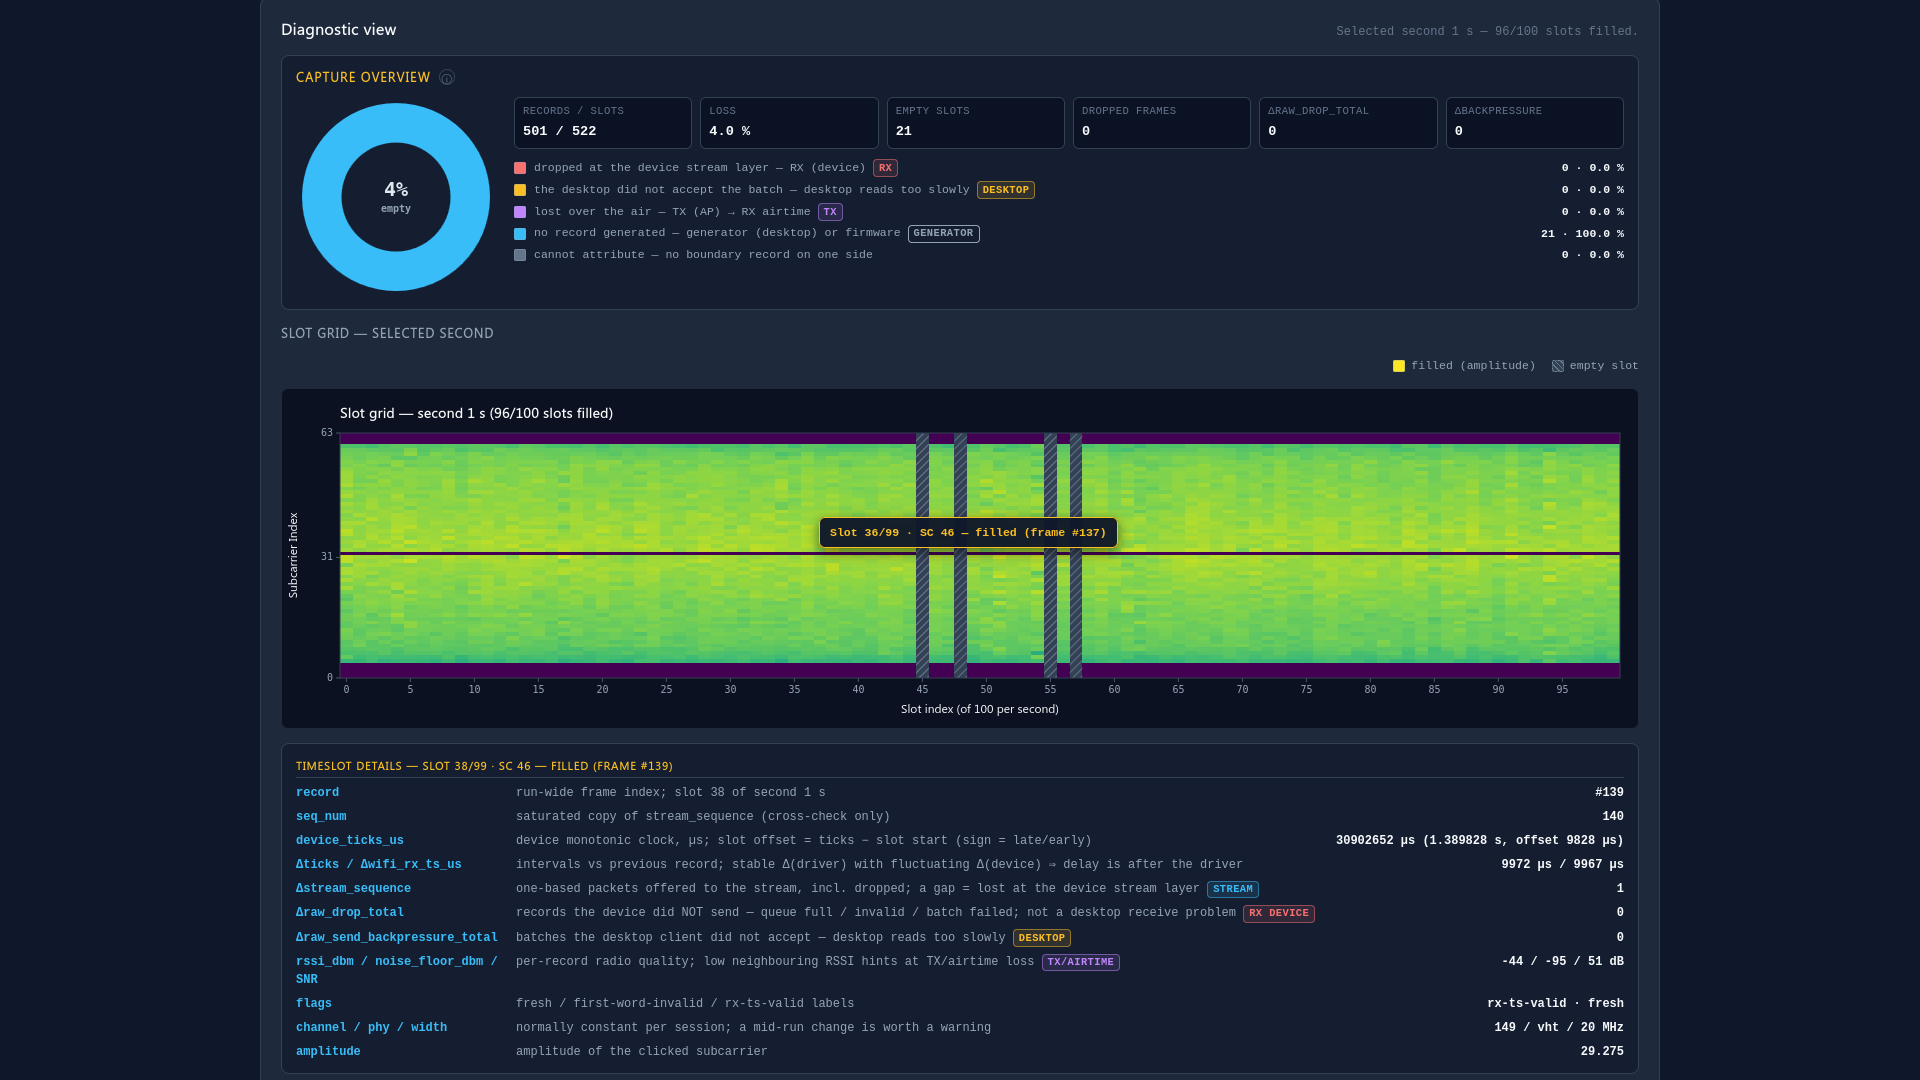 Diagnostic view
Selected second 1 s — 96/100 slots filled.
CAPTURE OVERVIEW ⓘ
4%
empty
RECORDS / SLOTS
501 / 522
LOSS
4.0 %
EMPTY SLOTS
21
DROPPED FRAMES
0
ΔRAW_DROP_TOTAL
0
ΔBACKPRESSURE
0
dropped at the device stream layer — RX (device) RX 0 · 0.0 %
the desktop did not accept the batch — desktop reads too slowly DESKTOP 0 · 0.0 %
lost over the air — TX (AP) → RX airtime TX 0 · 0.0 %
no record generated — generator (desktop) or firmware GENERATOR 21 · 100.0 %
cannot attribute — no boundary record on one side 0 · 0.0 %
SLOT GRID — SELECTED SECOND
filled (amplitude) empty slot
Slot grid — second 1 s (96/100 slots filled)
63
Slot 36/99 · SC 46 — filled (frame #137)
Subcarrier Index
31
0
0 5 10 15 20 25 30 35 40 45 50 55 60 65 70 75 80 85 90 95
Slot index (of 100 per second)
TIMESLOT DETAILS — SLOT 38/99 · SC 46 — FILLED (FRAME #139)
record run-wide frame index; slot 38 of second 1 s #139
seq_num saturated copy of stream_sequence (cross-check only) 140
device_ticks_us device monotonic clock, µs; slot offset = ticks − slot start (sign = late/early) 30902652 µs (1.389828 s, offset 9828 µs)
Δticks / Δwifi_rx_ts_us intervals vs previous record; stable Δ(driver) with fluctuating Δ(device) ⇒ delay is after the driver 9972 µs / 9967 µs
Δstream_sequence one-based packets offered to the stream, incl. dropped; a gap = lost at the device stream layer STREAM 1
Δraw_drop_total records the device did NOT send — queue full / invalid / batch failed; not a desktop receive problem RX DEVICE 0
Δraw_send_backpressure_total batches the desktop client did not accept — desktop reads too slowly DESKTOP 0
rssi_dbm / noise_floor_dbm / SNR per-record radio quality; low neighbouring RSSI hints at TX/airtime loss TX/AIRTIME -44 / -95 / 51 dB
flags fresh / first-word-invalid / rx-ts-valid labels rx-ts-valid · fresh
channel / phy / width normally constant per session; a mid-run change is worth a warning 149 / vht / 20 MHz
amplitude amplitude of the clicked subcarrier 29.275